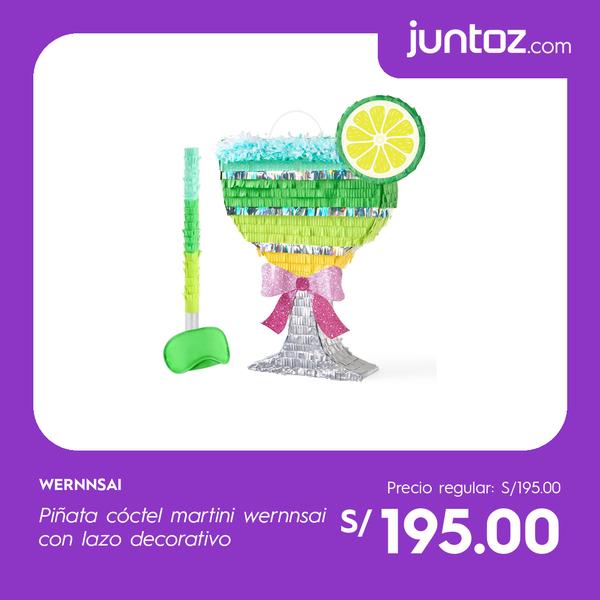 juntoz.com
WERNNSAI
Piñata cóctel martini wernnsai
con lazo decorativo
Precio regular: S/195.00
S/195.00